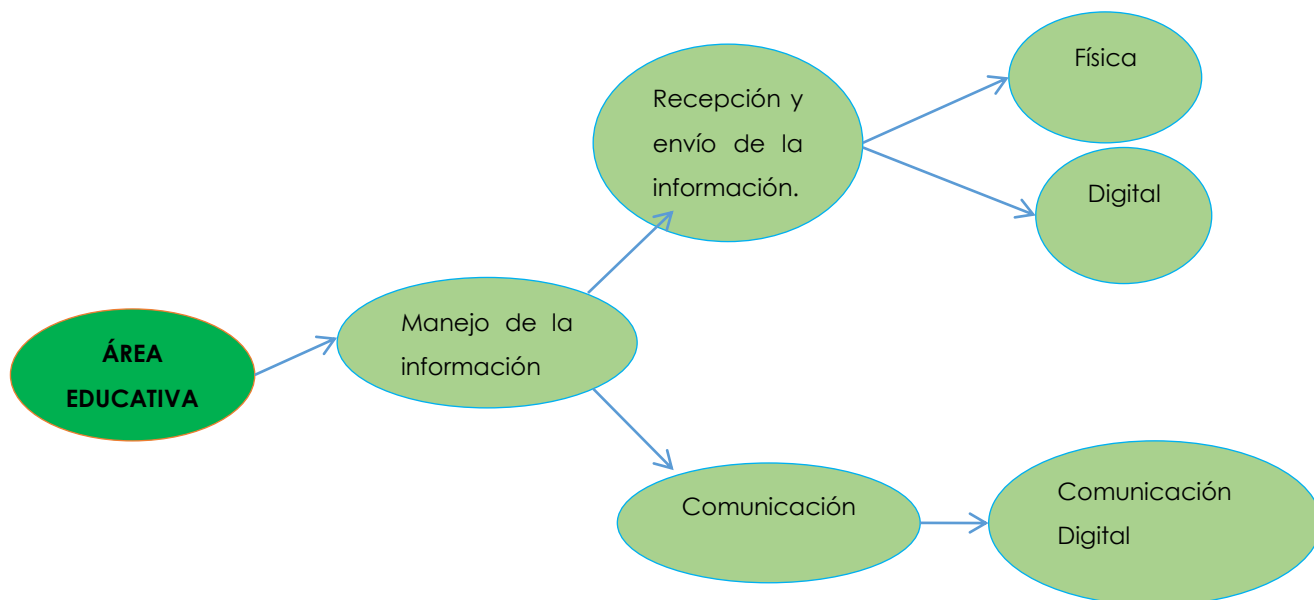 ÁREA
EDUCATIVA
Manejo de la
información
Recepción y
envío de la
información.
Física
Digital
Comunicación
Comunicación
Digital